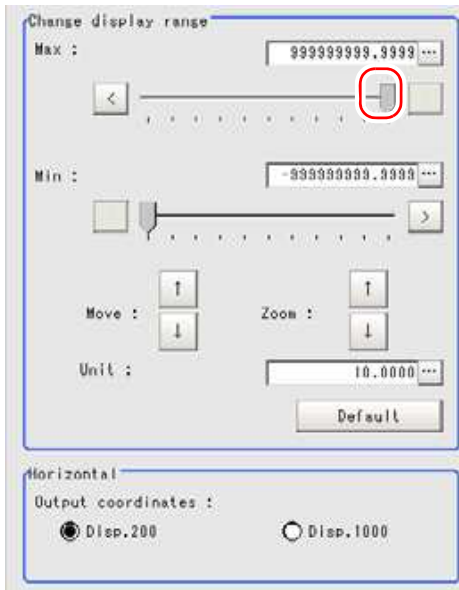 Change display range
Max : 999999999.9999 ...
<
Min : -999999999.9999 ...
>
↑ ↑
Move : Zoom :
↓ ↓
Unit : 10.0000 ...
Default
Horizontal
Output coordinates :
Disp.200 Disp.1000